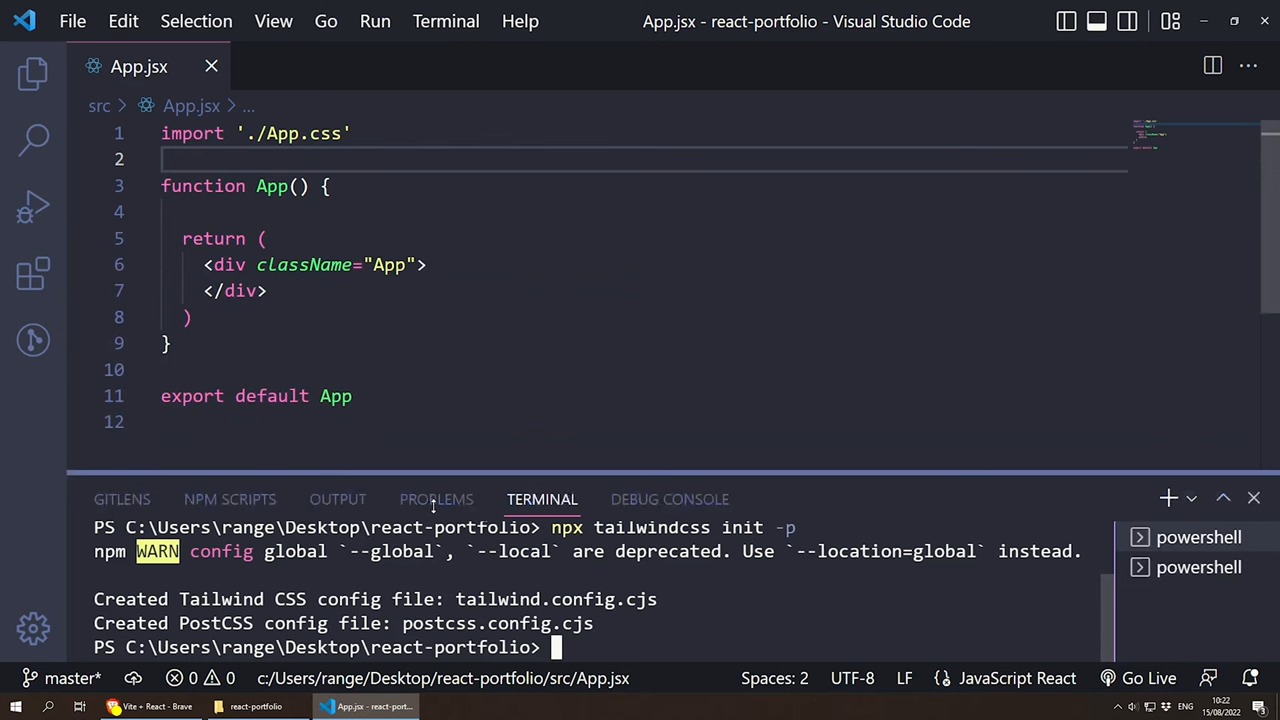 File Edit Selection View Go Run Terminal Help App.jsx - react-portfolio - Visual Studio Code
App.jsx
src > App.jsx > ...
1 import './App.css'
2
3 function App() {
4
5 return (
6 <div className="App">
7 </div>
8 )
9 }
10
11 export default App
12
GITLENS NPM SCRIPTS OUTPUT PROBLEMS TERMINAL DEBUG CONSOLE
PS C:\Users\range\Desktop\react-portfolio> npx tailwindcss init -p
npm WARN config global `--global`, `--local` are deprecated. Use `--location=global` instead.
Created Tailwind CSS config file: tailwind.config.cjs
Created PostCSS config file: postcss.config.cjs
PS C:\Users\range\Desktop\react-portfolio>
powershell
powershell
master* 0 0 c:/Users/range/Desktop/react-portfolio/src/App.jsx Spaces: 2 UTF-8 LF JavaScript React Go Live
Vite + React - Brave react-portfolio App.jsx - react-port... ENG 10:22
15/08/2022